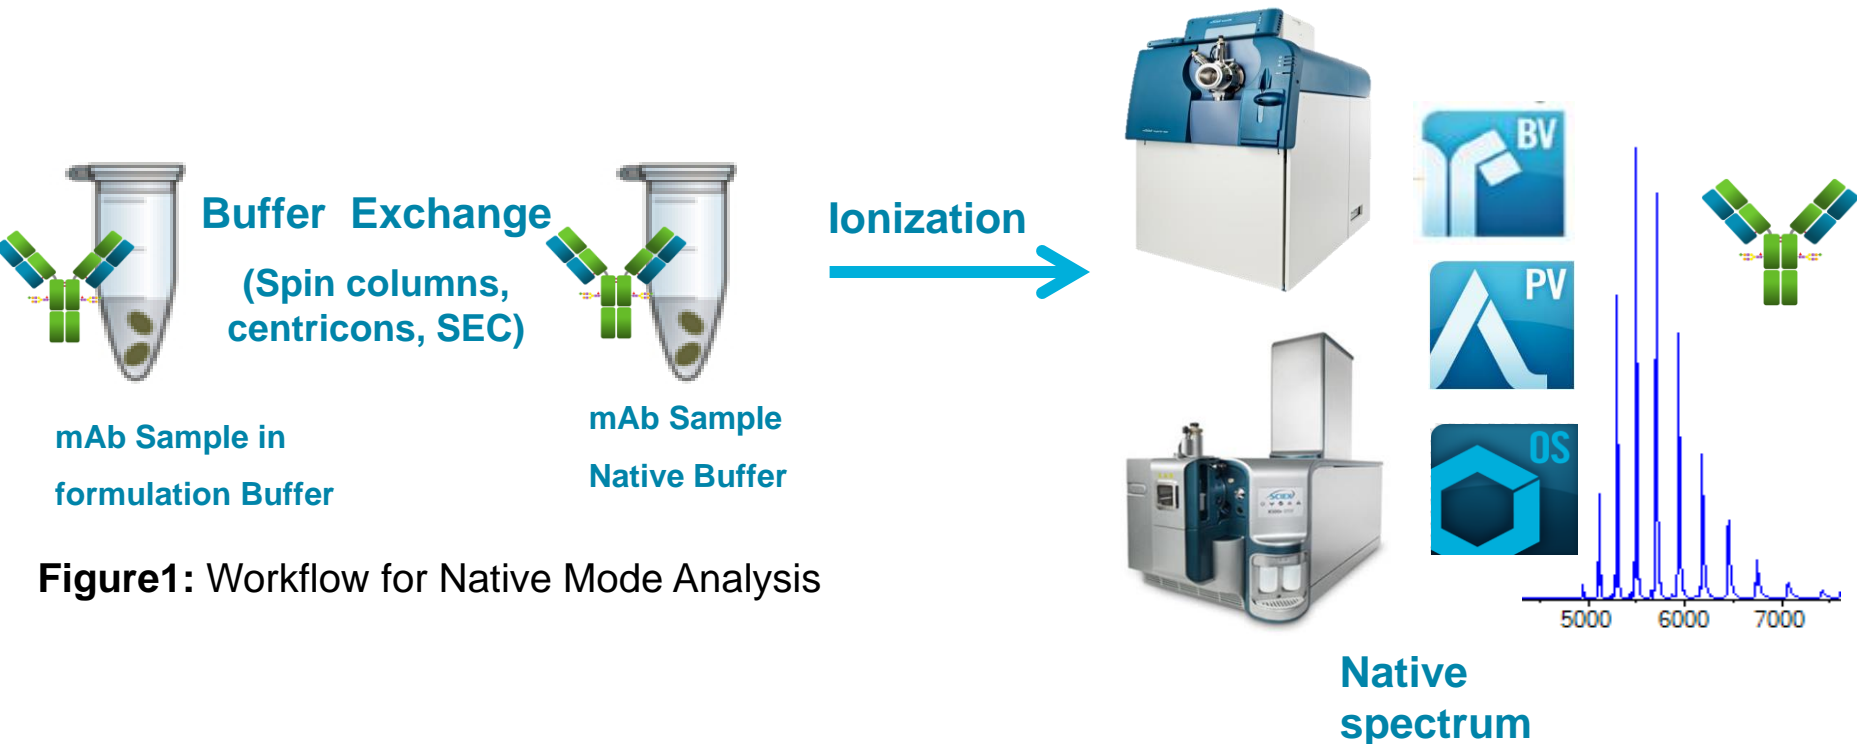 Buffer Exchange
(Spin columns,
centricons, SEC)
mAb Sample in
formulation Buffer
mAb Sample
Native Buffer
Ionization
BV
PV
OS
SCIEX
5000 6000 7000
Native
spectrum
Figure1: Workflow for Native Mode Analysis